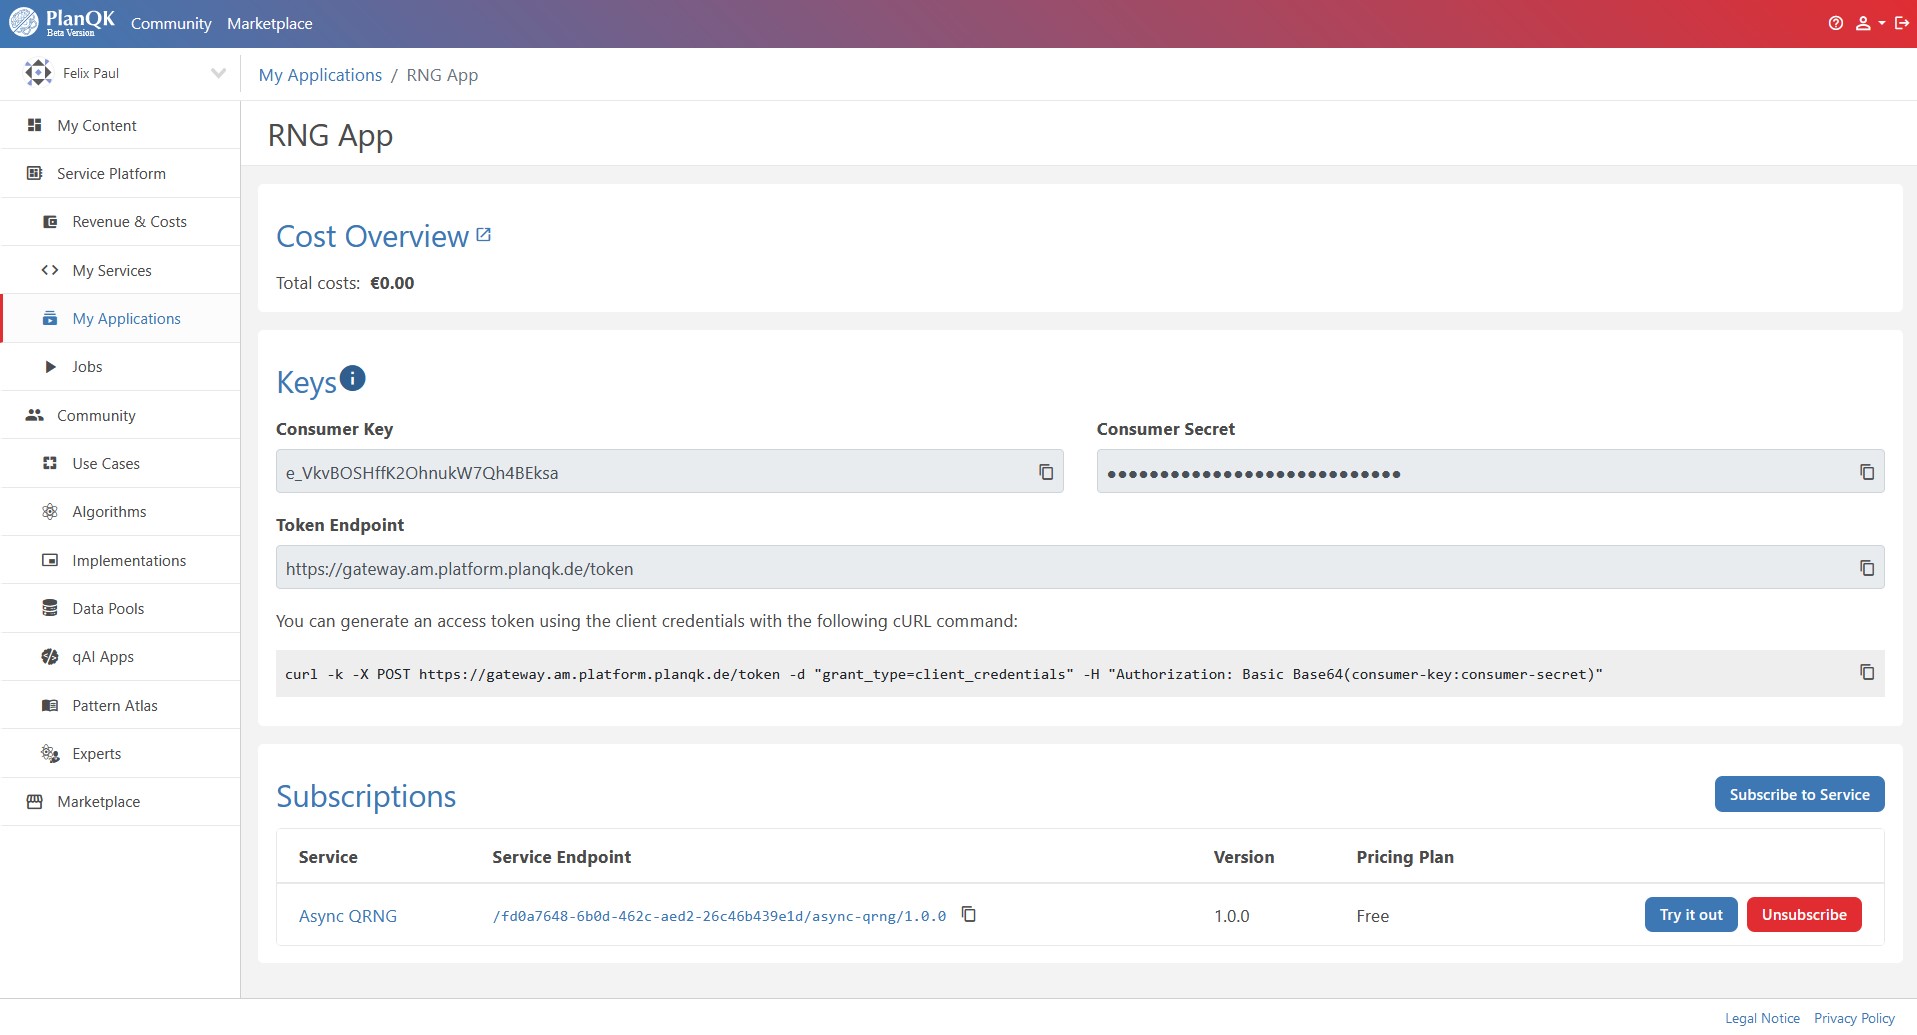 PlanQK
Beta Version
Community Marketplace
Felix Paul
My Applications / RNG App
My Content
Service Platform
Revenue & Costs
My Services
My Applications
Jobs
Community
Use Cases
Algorithms
Implementations
Data Pools
qAI Apps
Pattern Atlas
Experts
Marketplace
RNG App
Cost Overview
Total costs: €0.00
Keys
Consumer Key
Consumer Secret
e_VkvBOSHffK2OhnukW7Qh4BEksa
●●●●●●●●●●●●●●●●●●●●●●●●●●●●
Token Endpoint
https://gateway.am.platform.planqk.de/token
You can generate an access token using the client credentials with the following cURL command:
curl -k -X POST https://gateway.am.platform.planqk.de/token -d "grant_type=client_credentials" -H "Authorization: Basic Base64(consumer-key:consumer-secret)"
Subscriptions
Subscribe to Service
Service Service Endpoint Version Pricing Plan
Async QRNG /fd0a7648-6b0d-462c-aed2-26c46b439e1d/async-qrng/1.0.0 1.0.0 Free Try it out Unsubscribe
Legal Notice Privacy Policy